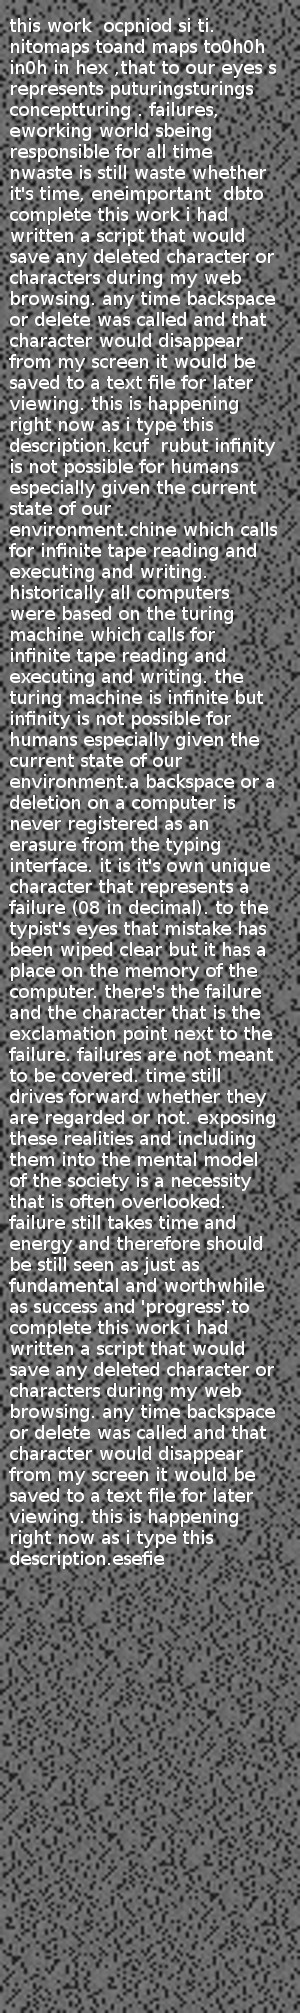 this work  ocpniod si ti.
nitomaps toand maps to0h0h
in0h in hex ,that to our eyes s
represents puturingsturings
conceptturing . failures,
eworking world sbeing
responsible for all time
nwaste is still waste whether
it's time, eneimportant  dbto
complete this work i had
written a script that would
save any deleted character or
characters during my web
browsing. any time backspace
or delete was called and that
character would disappear
from my screen it would be
saved to a text file for later
viewing. this is happening
right now as i type this
description.kcuf  rubut infinity
is not possible for humans
especially given the current
state of our
environment.chine which calls
for infinite tape reading and
executing and writing.
historically all computers
were based on the turing
machine which calls for
infinite tape reading and
executing and writing. the
turing machine is infinite but
infinity is not possible for
humans especially given the
current state of our
environment.a backspace or a
deletion on a computer is
never registered as an
erasure from the typing
interface. it is it's own unique
character that represents a
failure (08 in decimal). to the
typist's eyes that mistake has
been wiped clear but it has a
place on the memory of the
computer. there's the failure
and the character that is the
exclamation point next to the
failure. failures are not meant
to be covered. time still
drives forward whether they
are regarded or not. exposing
these realities and including
them into the mental model
of the society is a necessity
that is often overlooked.
failure still takes time and
energy and therefore should
be still seen as just as
fundamental and worthwhile
as success and 'progress'.to
complete this work i had
written a script that would
save any deleted character or
characters during my web
browsing. any time backspace
or delete was called and that
character would disappear
from my screen it would be
saved to a text file for later
viewing. this is happening
right now as i type this
description.esefie